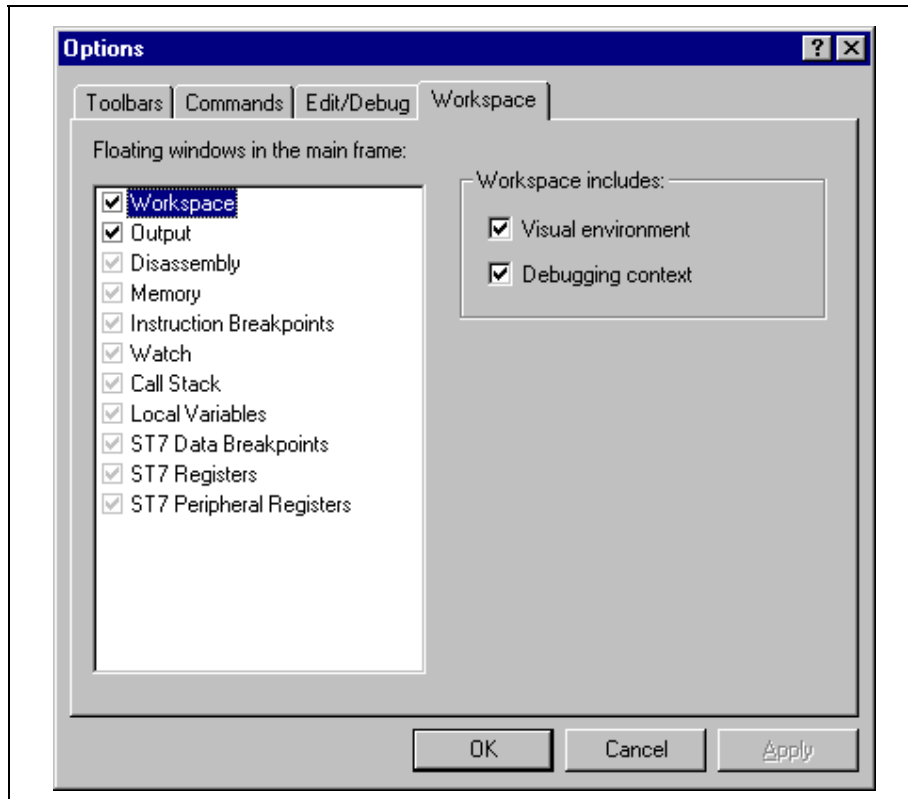 Options
Toolbars Commands Edit/Debug Workspace
Floating windows in the main frame:
Workspace
Output
Disassembly
Memory
Instruction Breakpoints
Watch
Call Stack
Local Variables
ST7 Data Breakpoints
ST7 Registers
ST7 Peripheral Registers
Workspace includes:
Visual environment
Debugging context
OK Cancel Apply